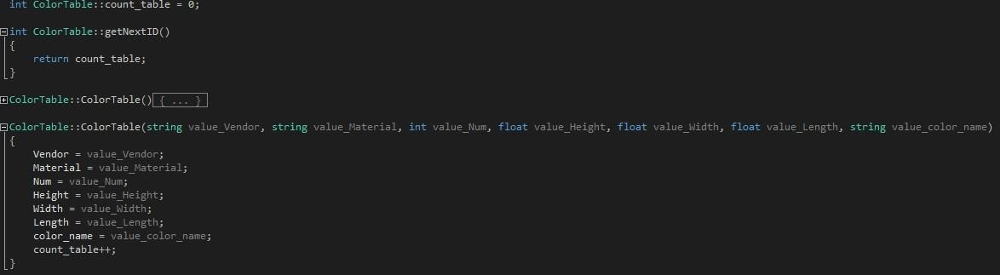 int ColorTable::count_table = 0;
int ColorTable::getNextID()
{
return count_table;
}
ColorTable::ColorTable(){ ... }
ColorTable::ColorTable(string value_Vendor, string value_Material, int value_Num, float value_Height, float value_Width, float value_Length, string value_color_name)
{
Vendor = value_Vendor;
Material = value_Material;
Num = value_Num;
Height = value_Height;
Width = value_Width;
Length = value_Length;
color_name = value_color_name;
count_table++;
}